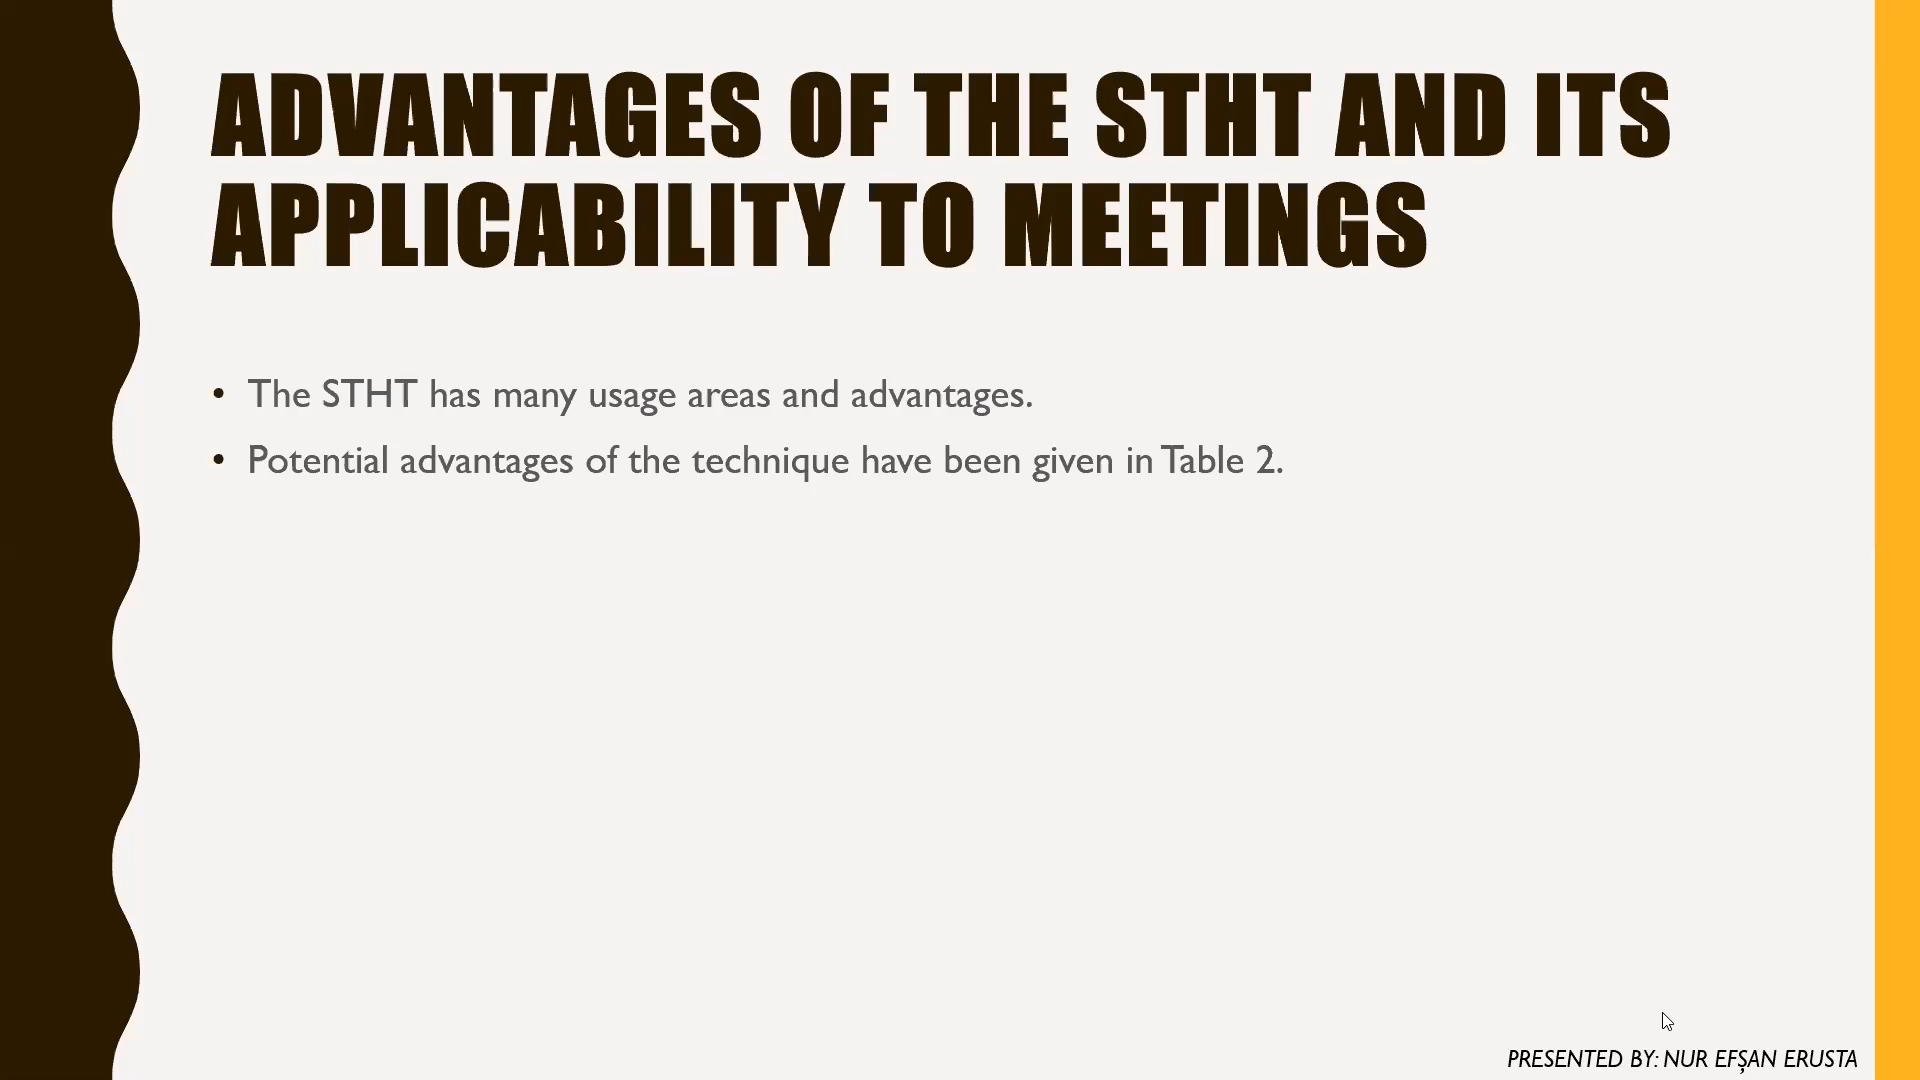 ADVANTAGES OF THE STHT AND ITS
APPLICABILITY TO MEETINGS
• The STHT has many usage areas and advantages.
• Potential advantages of the technique have been given in Table 2.
PRESENTED BY: NUR EFŞAN ERUSTA